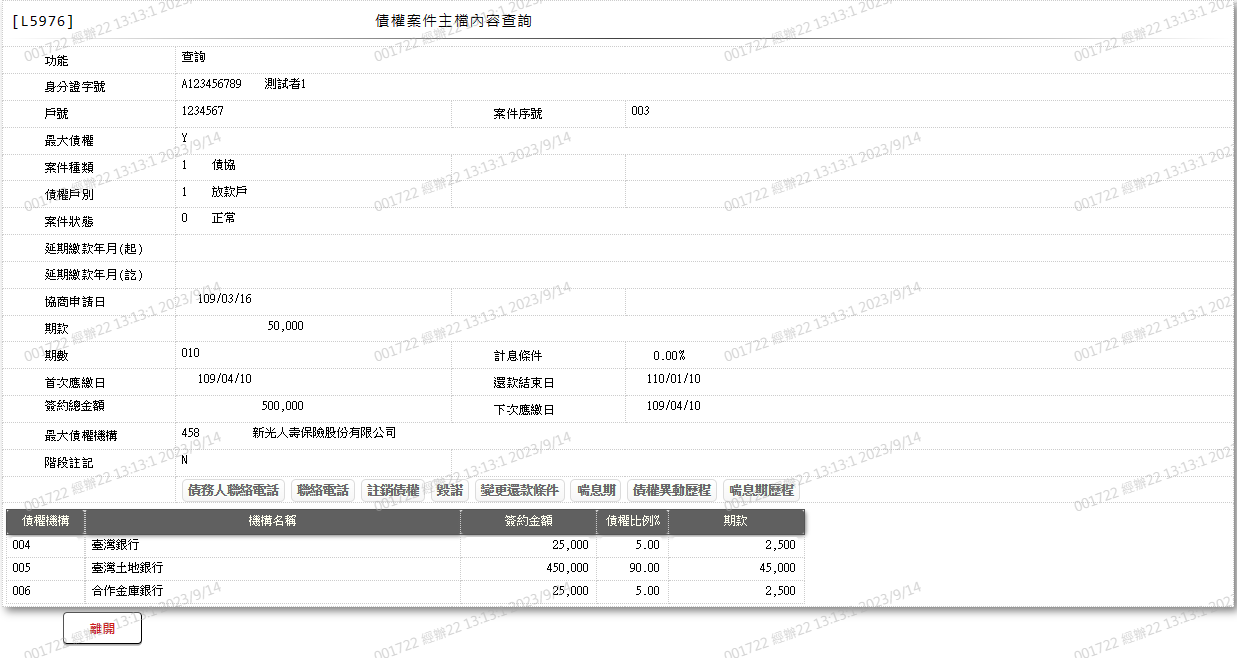 [L5976] 債權案件主檔內容查詢
功能 查詢
身分證字號 A123456789 測試者1
戶號 1234567 案件序號 003
最大債權 Y
案件種類 1 債協
債權戶別 1 放款戶
案件狀態 0 正常
延期繳款年月(起)
延期繳款年月(訖)
協商申請日 109/03/16
期款 50,000
期數 010 計息條件 0.00%
首次應繳日 109/04/10 還款結束日 110/01/10
簽約總金額 500,000 下次應繳日 109/04/10
最大債權機構 458 新光人壽保險股份有限公司
階段註記 N
債務人聯絡電話 聯絡電話 註銷債權 毀諾 變更還款條件 喘息期 債權異動歷程 喘息期歷程
債權機構 機構名稱 簽約金額 債權比例% 期款
004 臺灣銀行 25,000 5.00 2,500
005 臺灣土地銀行 450,000 90.00 45,000
006 合作金庫銀行 25,000 5.00 2,500
離開
001722 經辦22 13:13:1 2023/9/14